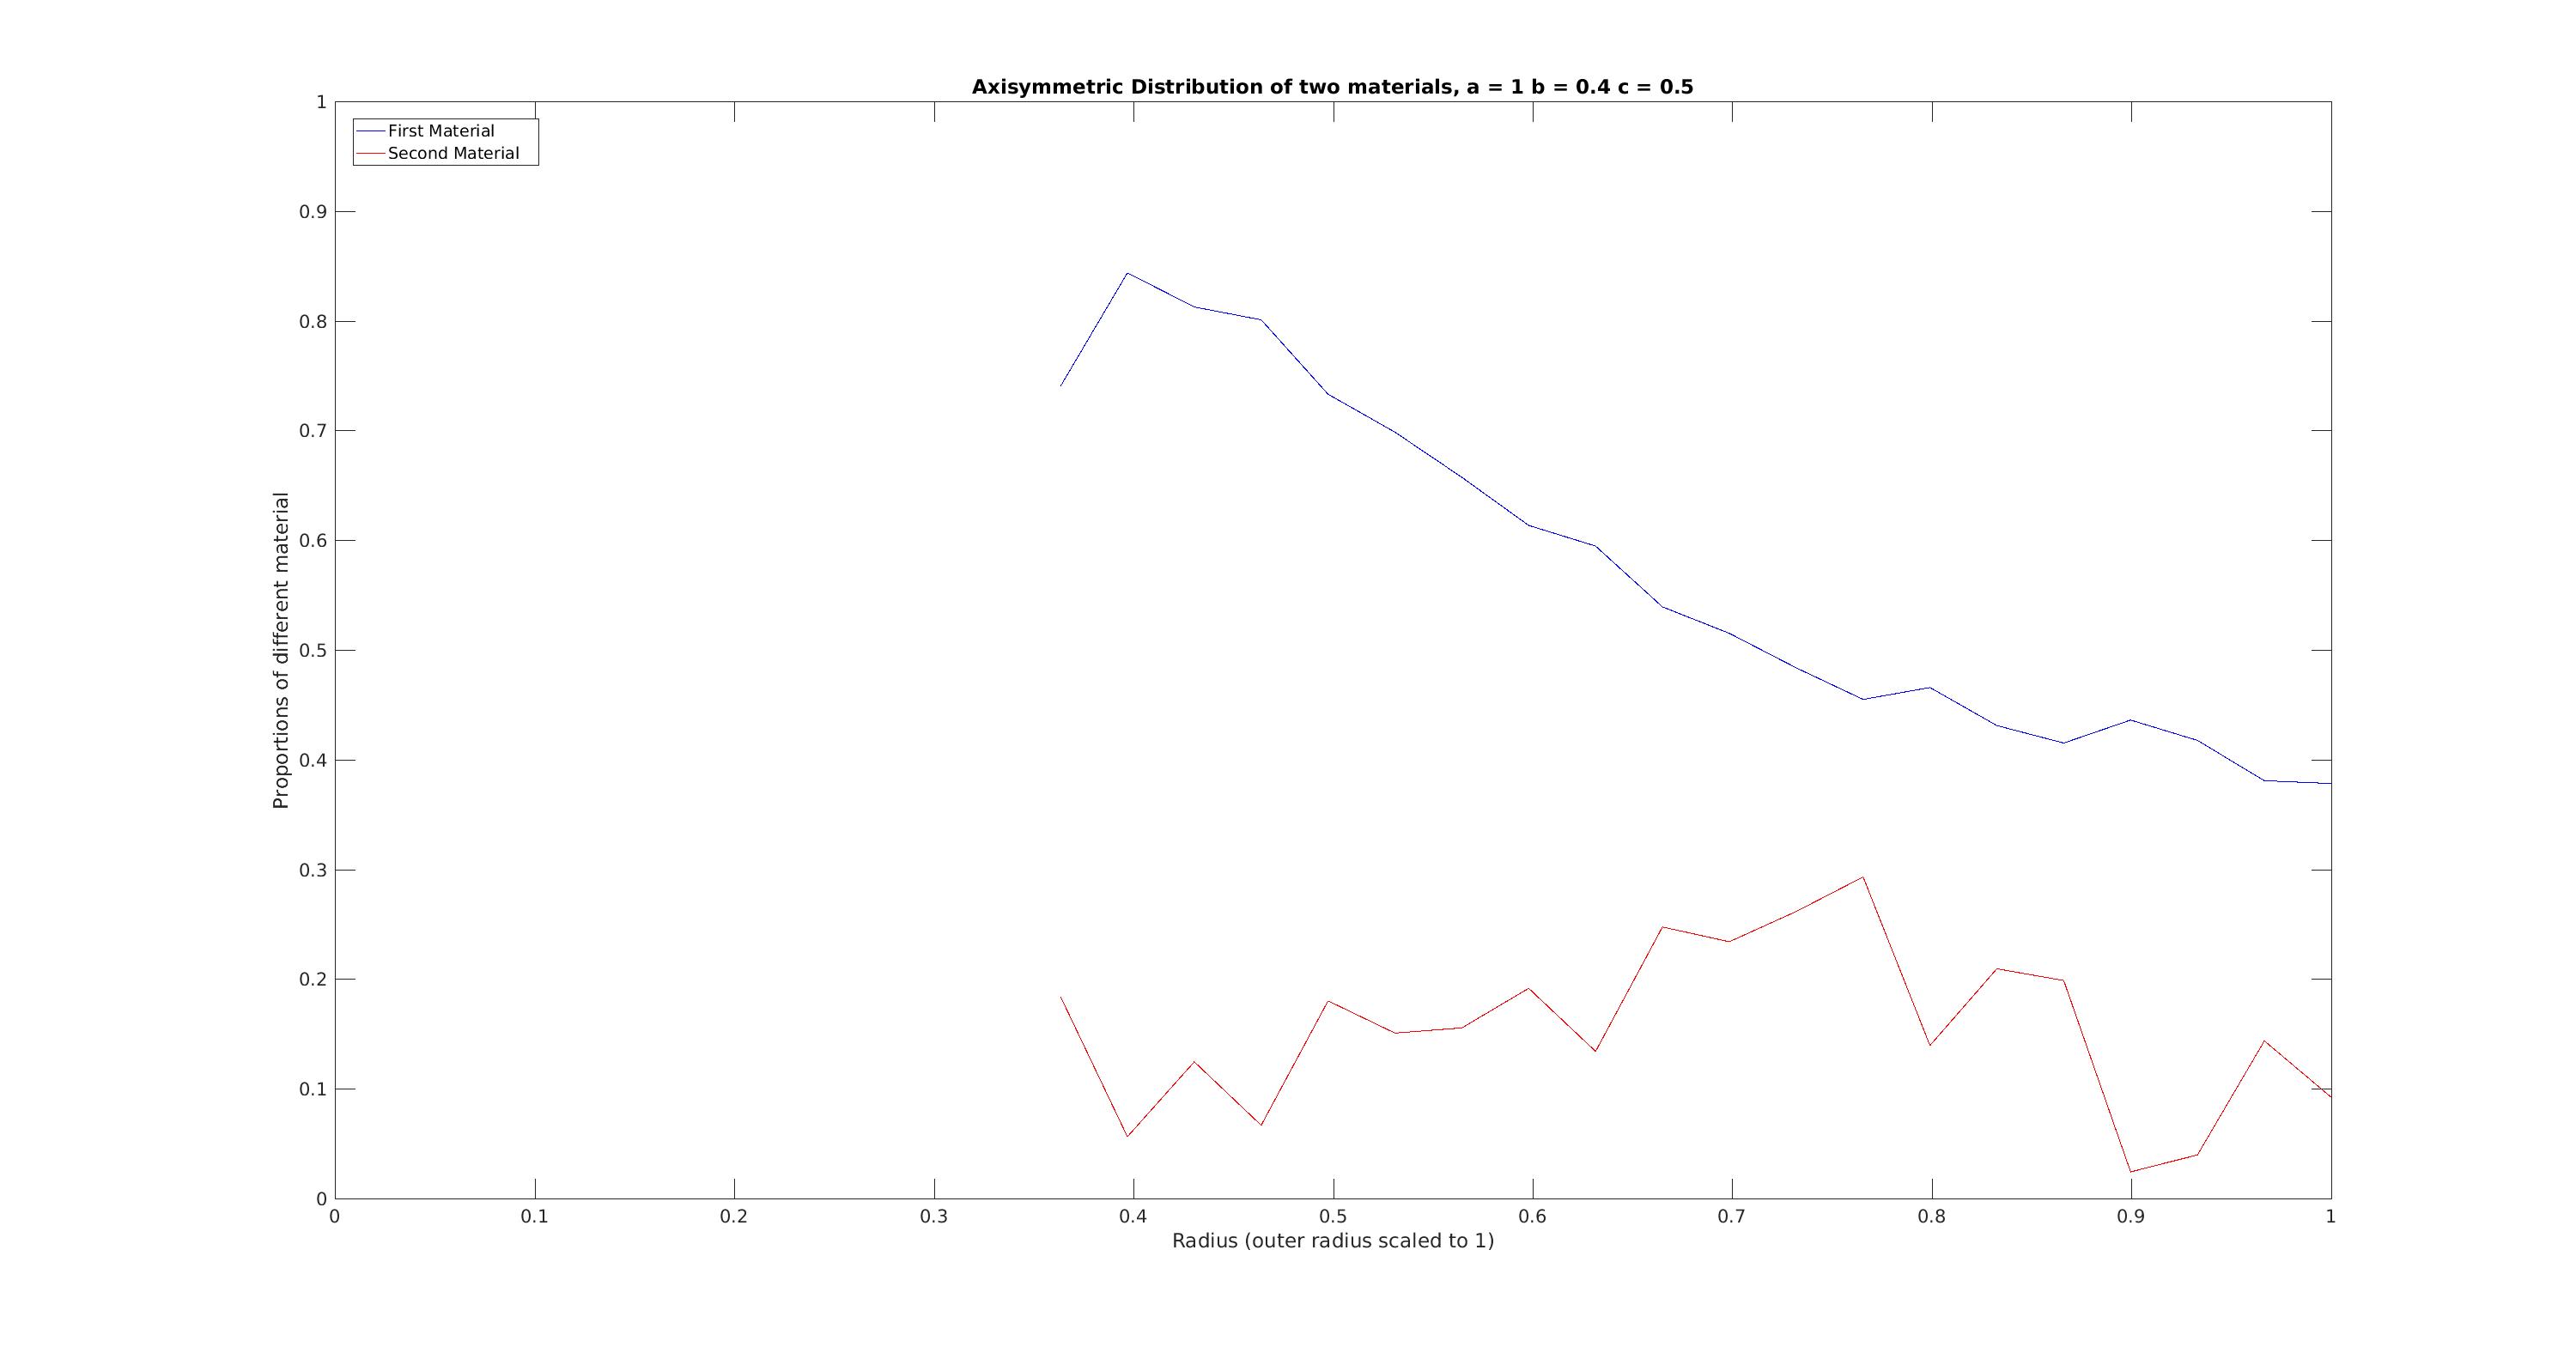 Axisymmetric Distribution of two materials, a = 1 b = 0.4 c = 0.5
1
First Material
Second Material
0.9
0.8
0.7
0.6
0.5
0.4
0.3
0.2
0.1
0
Proportions of different material
0 0.1 0.2 0.3 0.4 0.5 0.6 0.7 0.8 0.9 1
Radius (outer radius scaled to 1)